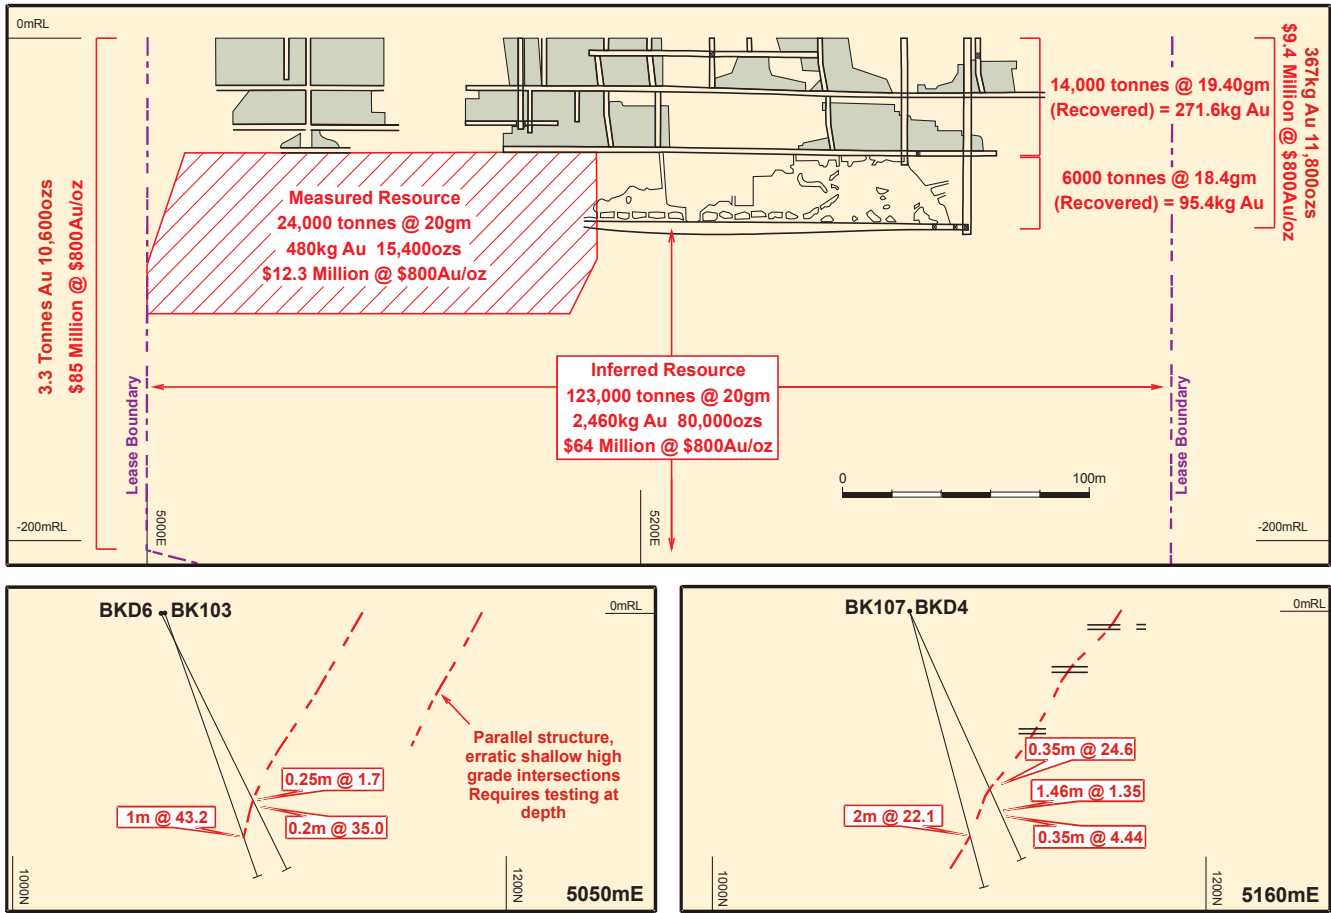 0mRL
3.3 Tonnes Au 10,600ozs
$85 Million @ $800Au/oz
Lease Boundary
-200mRL
5000E
Measured Resource
24,000 tonnes @ 20gm
480kg Au 15,400ozs
$12.3 Million @ $800Au/oz
Inferred Resource
123,000 tonnes @ 20gm
2,460kg Au 80,000ozs
$64 Million @ $800Au/oz
5200E
0
100m
14,000 tonnes @ 19.40gm
(Recovered) = 271.6kg Au
6000 tonnes @ 18.4gm
(Recovered) = 95.4kg Au
367kg Au 11,800ozs
$9.4 Million @ $800Au/oz
Lease Boundary
-200mRL
BKD6
BK103
0mRL
Parallel structure,
erratic shallow high
grade intersections
Requires testing at
depth
0.25m @ 1.7
1m @ 43.2
0.2m @ 35.0
1000N
1200N
5050mE
BK107
BKD4
0mRL
0.35m @ 24.6
1.46m @ 1.35
2m @ 22.1
0.35m @ 4.44
1000N
1200N
5160mE